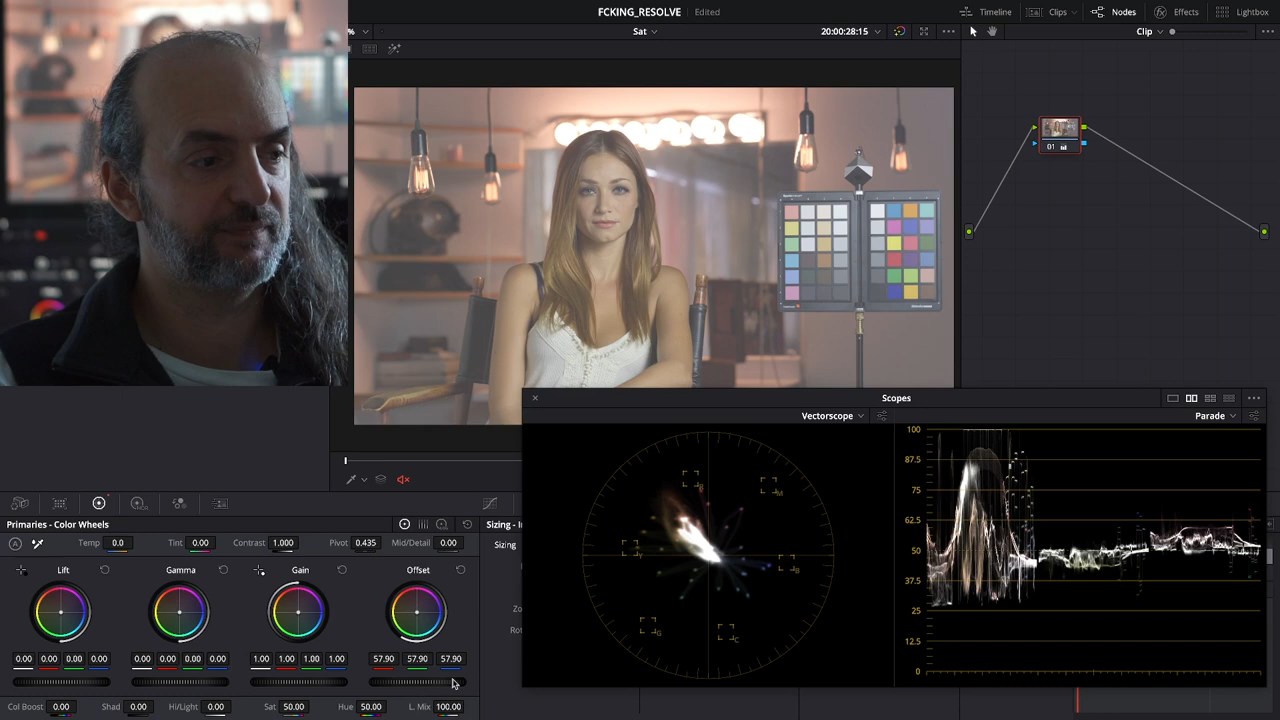 FCKING_RESOLVE Edited
Timeline Clips Nodes Effects Lightbox
% Sat 20:00:28:15 Clip
01
Scopes
Vectorscope Parade
R M Y B G C
100
87.5
75
62.5
50
37.5
25
12.5
0
Primaries - Color Wheels
Sizing - I
Temp 0.0 Tint 0.00 Contrast 1.000 Pivot 0.435 Mid/Detail 0.00
Sizing
Lift Gamma Gain Offset
Zo
Rot
0.00 0.00 0.00 0.00 0.00 0.00 0.00 0.00 1.00 1.00 1.00 1.00 57.90 57.90 57.90
Col Boost 0.00 Shad 0.00 Hi/Light 0.00 Sat 50.00 Hue 50.00 L. Mix 100.00